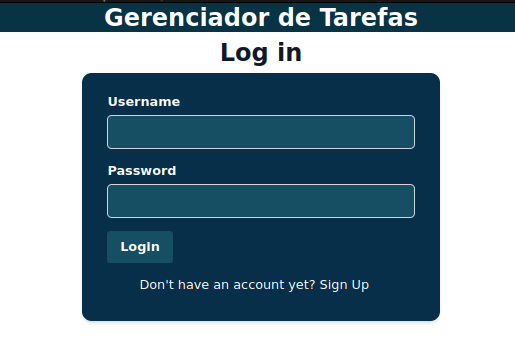 Gerenciador de Tarefas
Log in
Username
Password
Login
Don't have an account yet? Sign Up